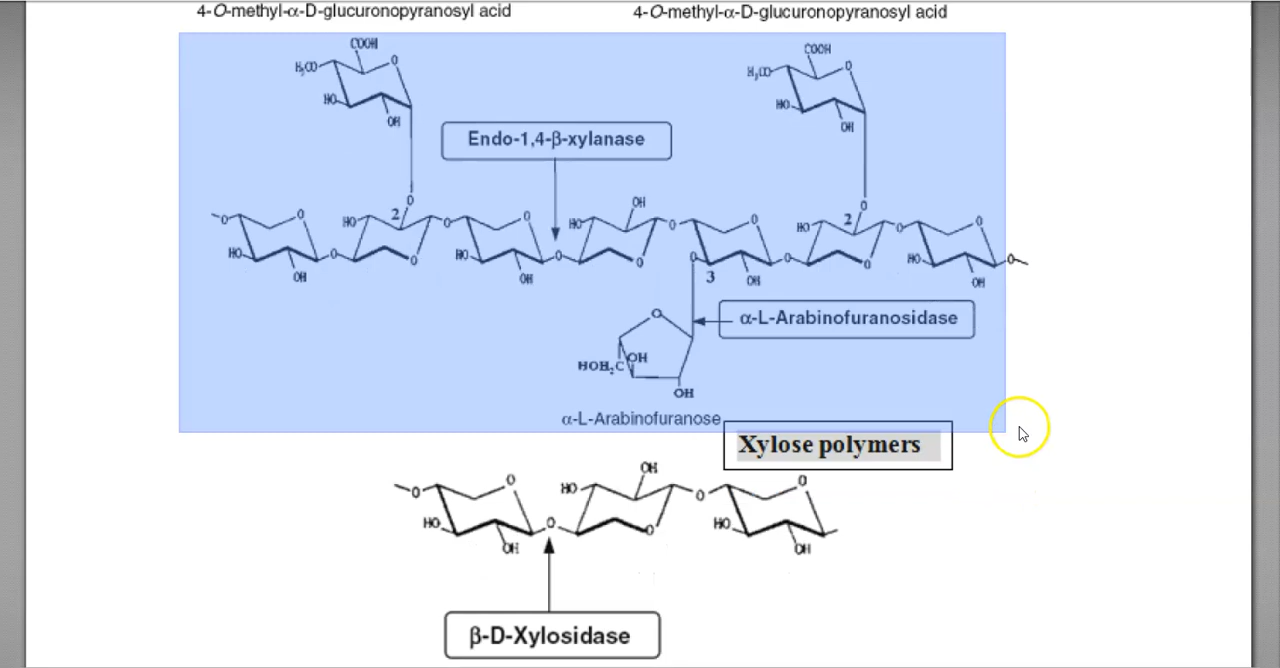 4-O-methyl-α-D-glucuronopyranosyl acid 4-O-methyl-α-D-glucuronopyranosyl acid
COOH COOH
H₃CO O H₃CO O
HO OH HO OH
Endo-1,4-β-xylanase
O O
OH
O O HO 2 O O HO O O HO 2 O O
HO OH O O HO OH O O O 3 OH O O HO OH O
O
α-L-Arabinofuranosidase
HOH₂C OH
OH
α-L-Arabinofuranose
Xylose polymers
OH
O O HO O O
HO OH O O HO OH
β-D-Xylosidase